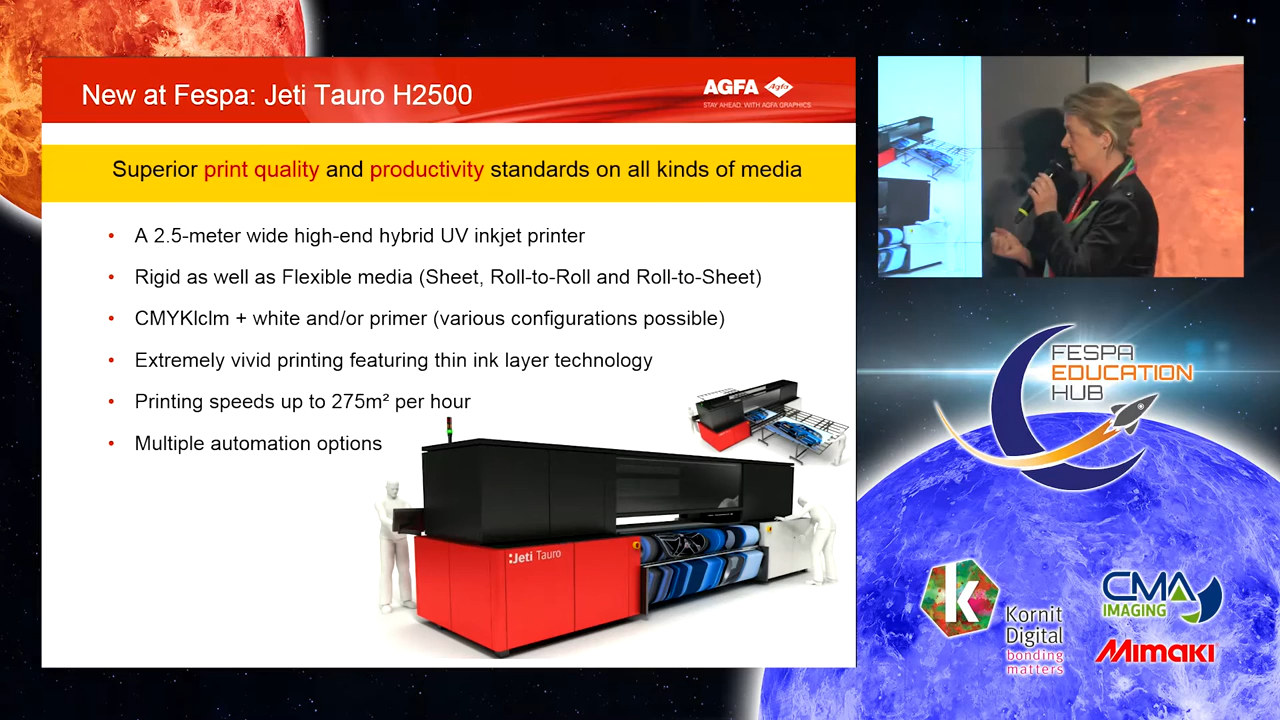 New at Fespa: Jeti Tauro H2500
AGFA
Agfa
STAY AHEAD. WITH AGFA GRAPHICS
Superior print quality and productivity standards on all kinds of media
• A 2.5-meter wide high-end hybrid UV inkjet printer
• Rigid as well as Flexible media (Sheet, Roll-to-Roll and Roll-to-Sheet)
• CMYKlclm + white and/or primer (various configurations possible)
• Extremely vivid printing featuring thin ink layer technology
• Printing speeds up to 275m² per hour
• Multiple automation options
:Jeti Tauro
FESPA
EDUCATION
HUB
k
Kornit
Digital
bonding
matters
CMA
IMAGING
Mimaki